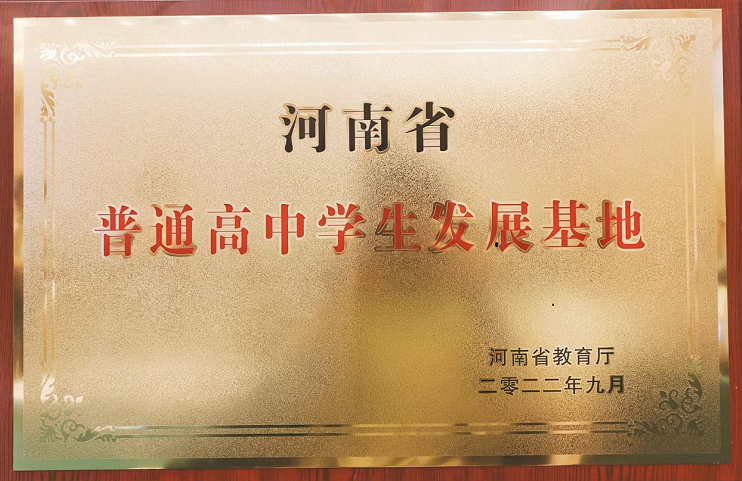 河南省
普通高中学生发展基地
河南省教育厅
二零二二年九月